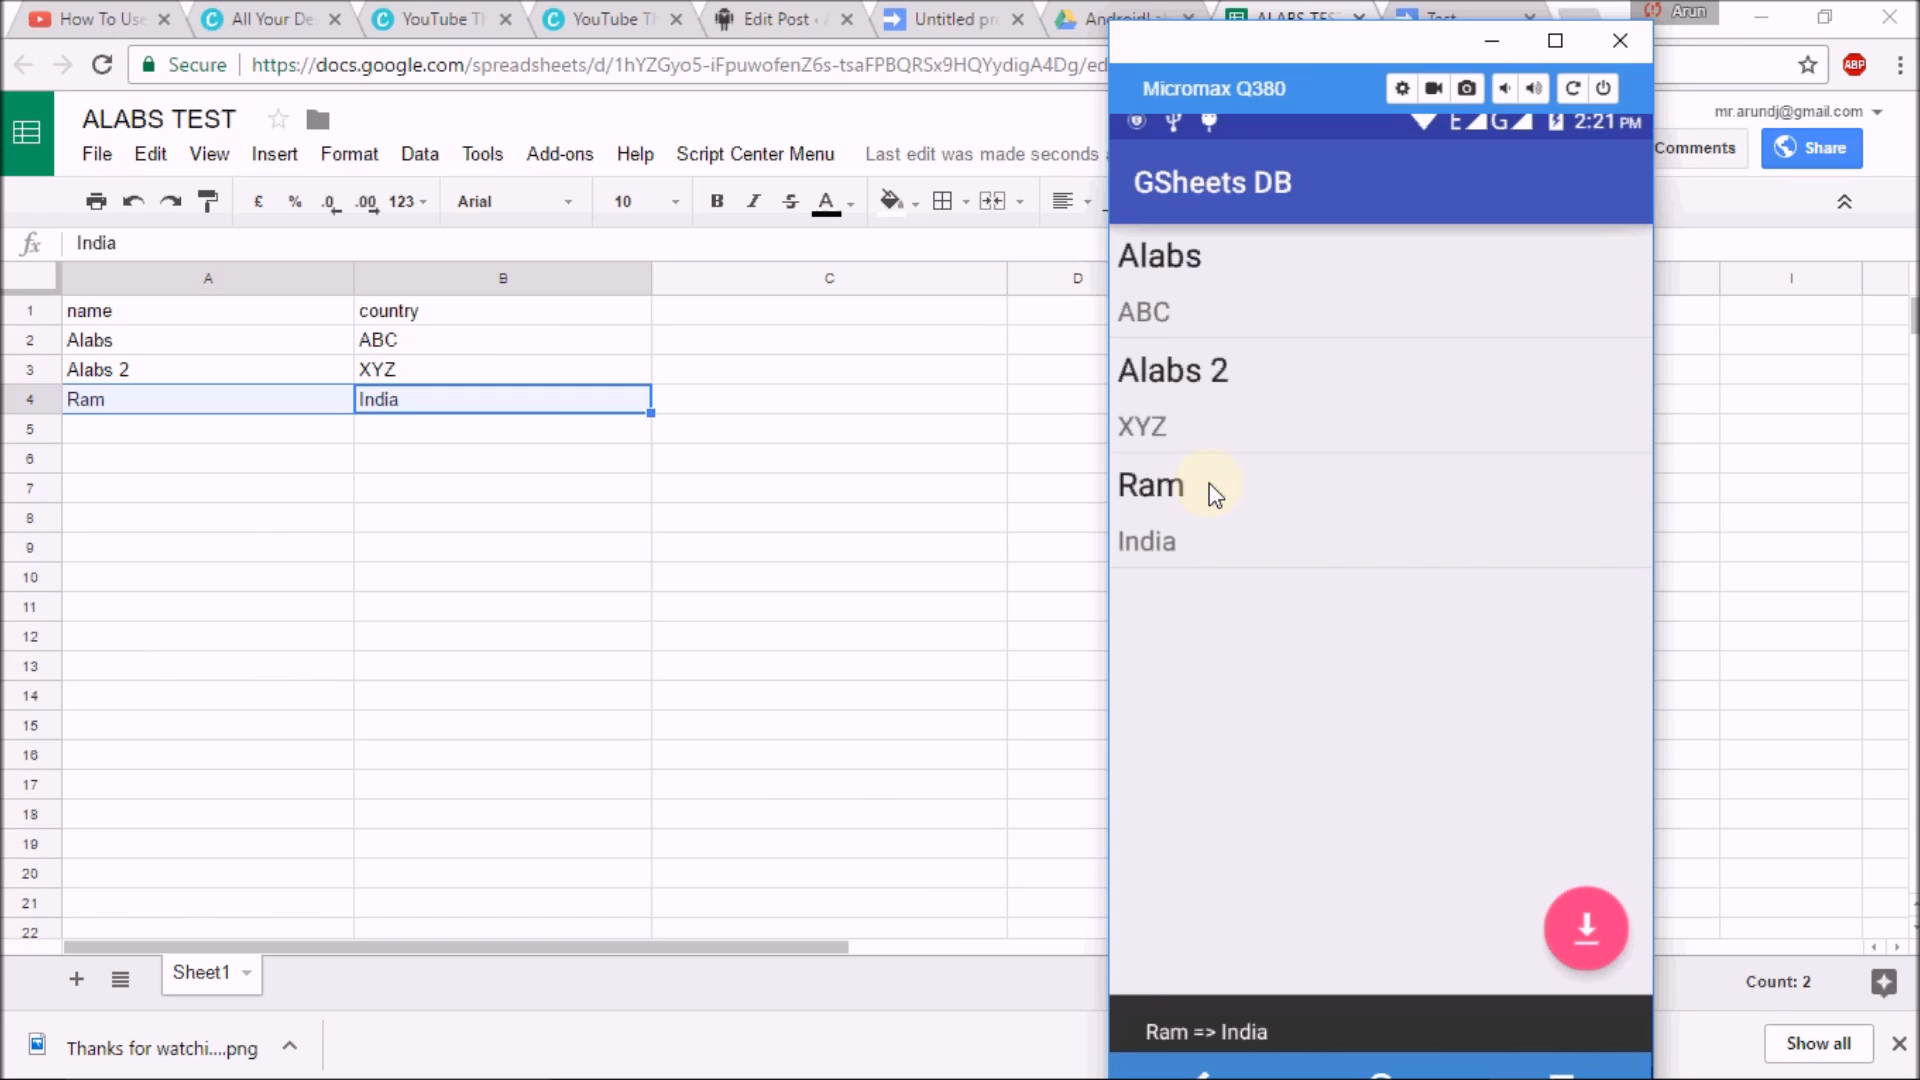 How To Use
All Your De
YouTube Th
YouTube Th
Edit Post ‹
Untitled pr
Arun
Secure
https://docs.google.com/spreadsheets/d/1hYZGyo5-iFpuwofenZ6s-tsaFPBQRSx9HQYydigA4Dg/ed
ABP
ALABS TEST
mr.arundj@gmail.com
File Edit View Insert Format Data Tools Add-ons Help Script Center Menu Last edit was made seconds
Comments
Share
£ % .0 .00 123 Arial 10 B I S A
fx India
A B C D I
1 name country
2 Alabs ABC
3 Alabs 2 XYZ
4 Ram India
5
6
7
8
9
10
11
12
13
14
15
16
17
18
19
20
21
22
Sheet1
Count: 2
Thanks for watchi....png
Show all
Micromax Q380
E G 2:21 PM
GSheets DB
Alabs
ABC
Alabs 2
XYZ
Ram
India
Ram => India